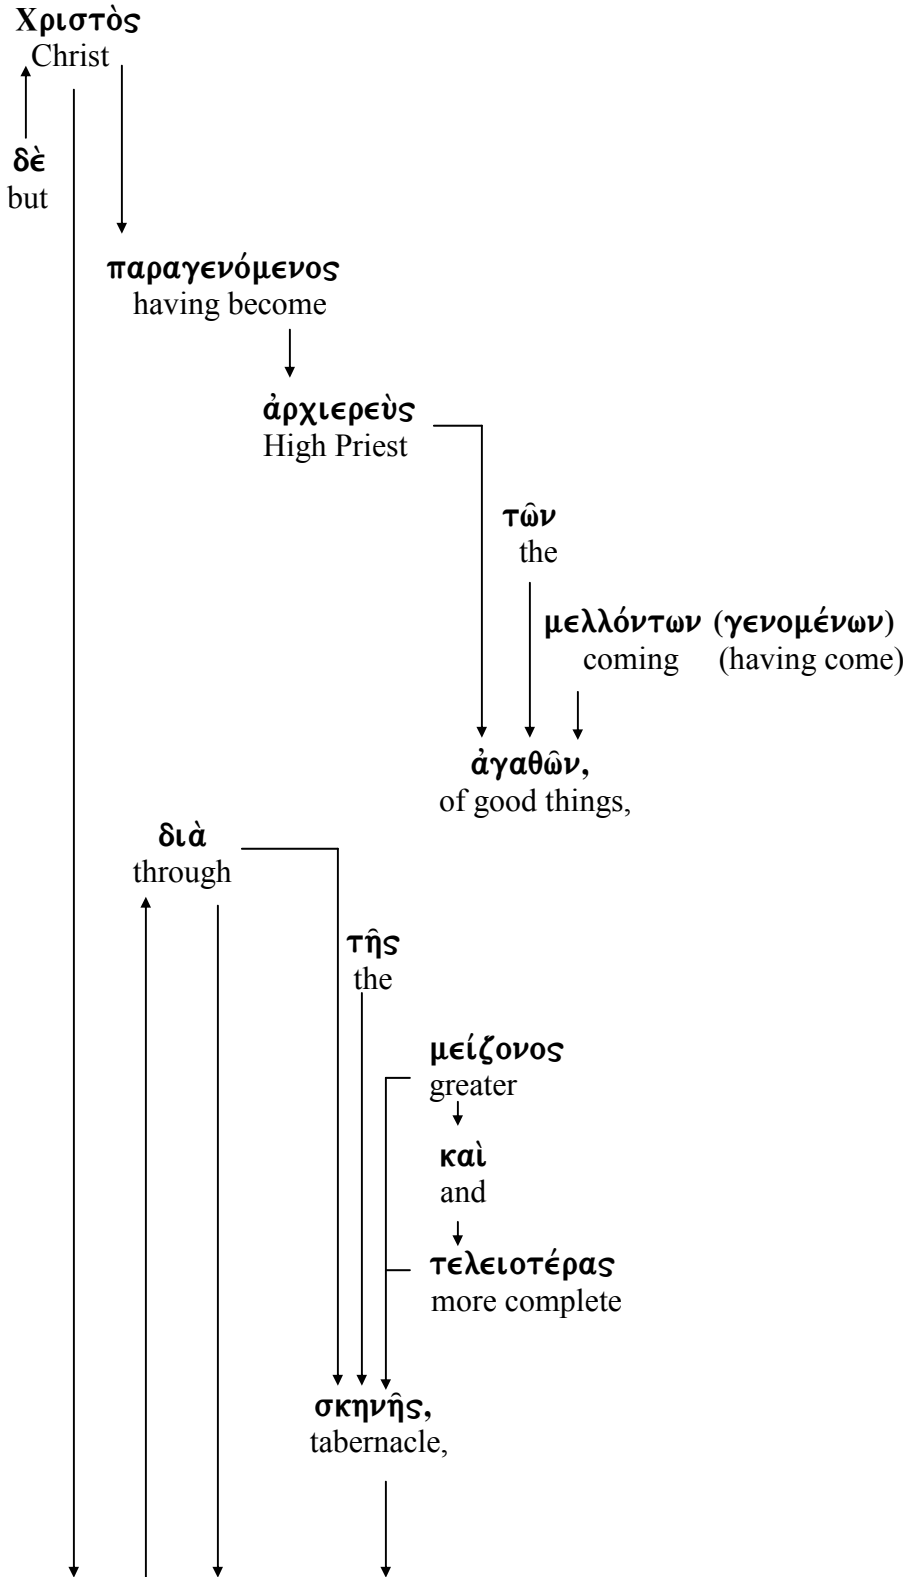 Χριστὸς
Christ
δὲ
but
παραγενόμενος
having become
ἀρχιερεὺς
High Priest
τῶν
the
μελλόντων (γενομένων)
coming (having come)
ἀγαθῶν,
of good things,
διὰ
through
τῆς
the
μείζονος
greater
καὶ
and
τελειοτέρας
more complete
σκηνῆς,
tabernacle,